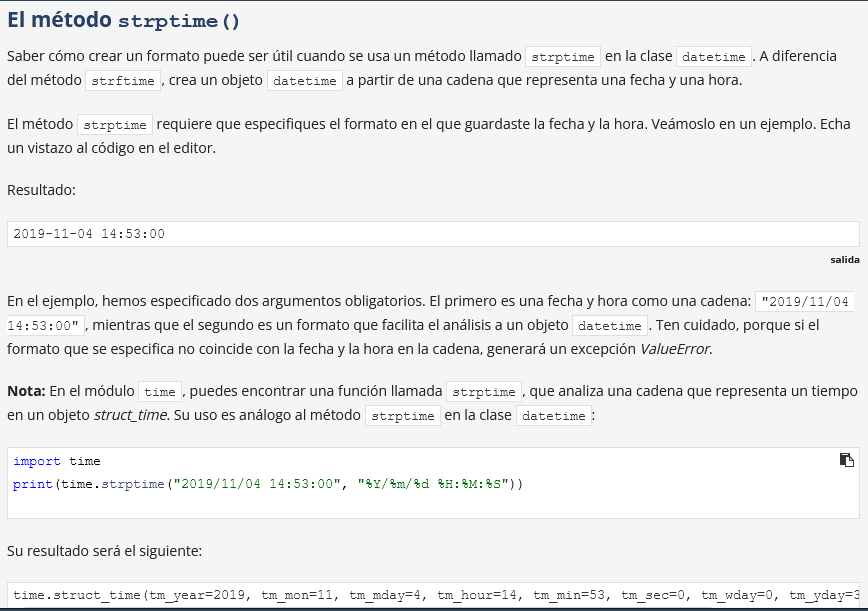 El método strptime()
Saber cómo crear un formato puede ser útil cuando se usa un método llamado strptime en la clase datetime. A diferencia
del método strftime, crea un objeto datetime a partir de una cadena que representa una fecha y una hora.
El método strptime requiere que especifiques el formato en el que guardaste la fecha y la hora. Veámoslo en un ejemplo. Echa
un vistazo al código en el editor.
Resultado:
2019-11-04 14:53:00
salida
En el ejemplo, hemos especificado dos argumentos obligatorios. El primero es una fecha y hora como una cadena: "2019/11/04
14:53:00", mientras que el segundo es un formato que facilita el análisis a un objeto datetime. Ten cuidado, porque si el
formato que se especifica no coincide con la fecha y la hora en la cadena, generará un excepción ValueError.
Nota: En el módulo time, puedes encontrar una función llamada strptime, que analiza una cadena que representa un tiempo
en un objeto struct_time. Su uso es análogo al método strptime en la clase datetime:
import time
print(time.strptime("2019/11/04 14:53:00", "%Y/%m/%d %H:%M:%S"))
Su resultado será el siguiente:
time.struct_time(tm_year=2019, tm_mon=11, tm_mday=4, tm_hour=14, tm_min=53, tm_sec=0, tm_wday=0, tm_yday=3